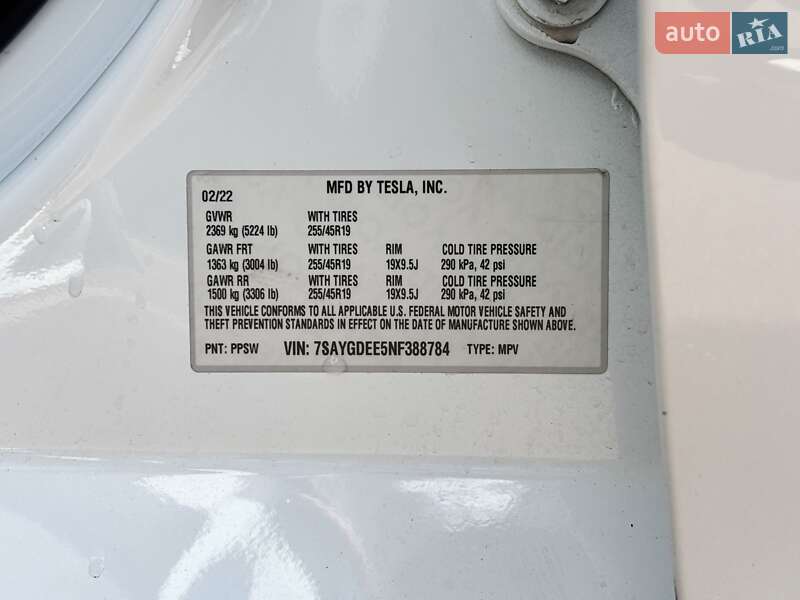 auto RIA.com
02/22 MFD BY TESLA, INC.
GVWR WITH TIRES
2369 kg (5224 lb) 255/45R19
GAWR FRT WITH TIRES RIM COLD TIRE PRESSURE
1363 kg (3004 lb) 255/45R19 19X9.5J 290 kPa, 42 psi
GAWR RR WITH TIRES RIM COLD TIRE PRESSURE
1500 kg (3306 lb) 255/45R19 19X9.5J 290 kPa, 42 psi
THIS VEHICLE CONFORMS TO ALL APPLICABLE U.S. FEDERAL MOTOR VEHICLE SAFETY AND
THEFT PREVENTION STANDARDS IN EFFECT ON THE DATE OF MANUFACTURE SHOWN ABOVE.
PNT: PPSW VIN: 7SAYGDEE5NF388784 TYPE: MPV